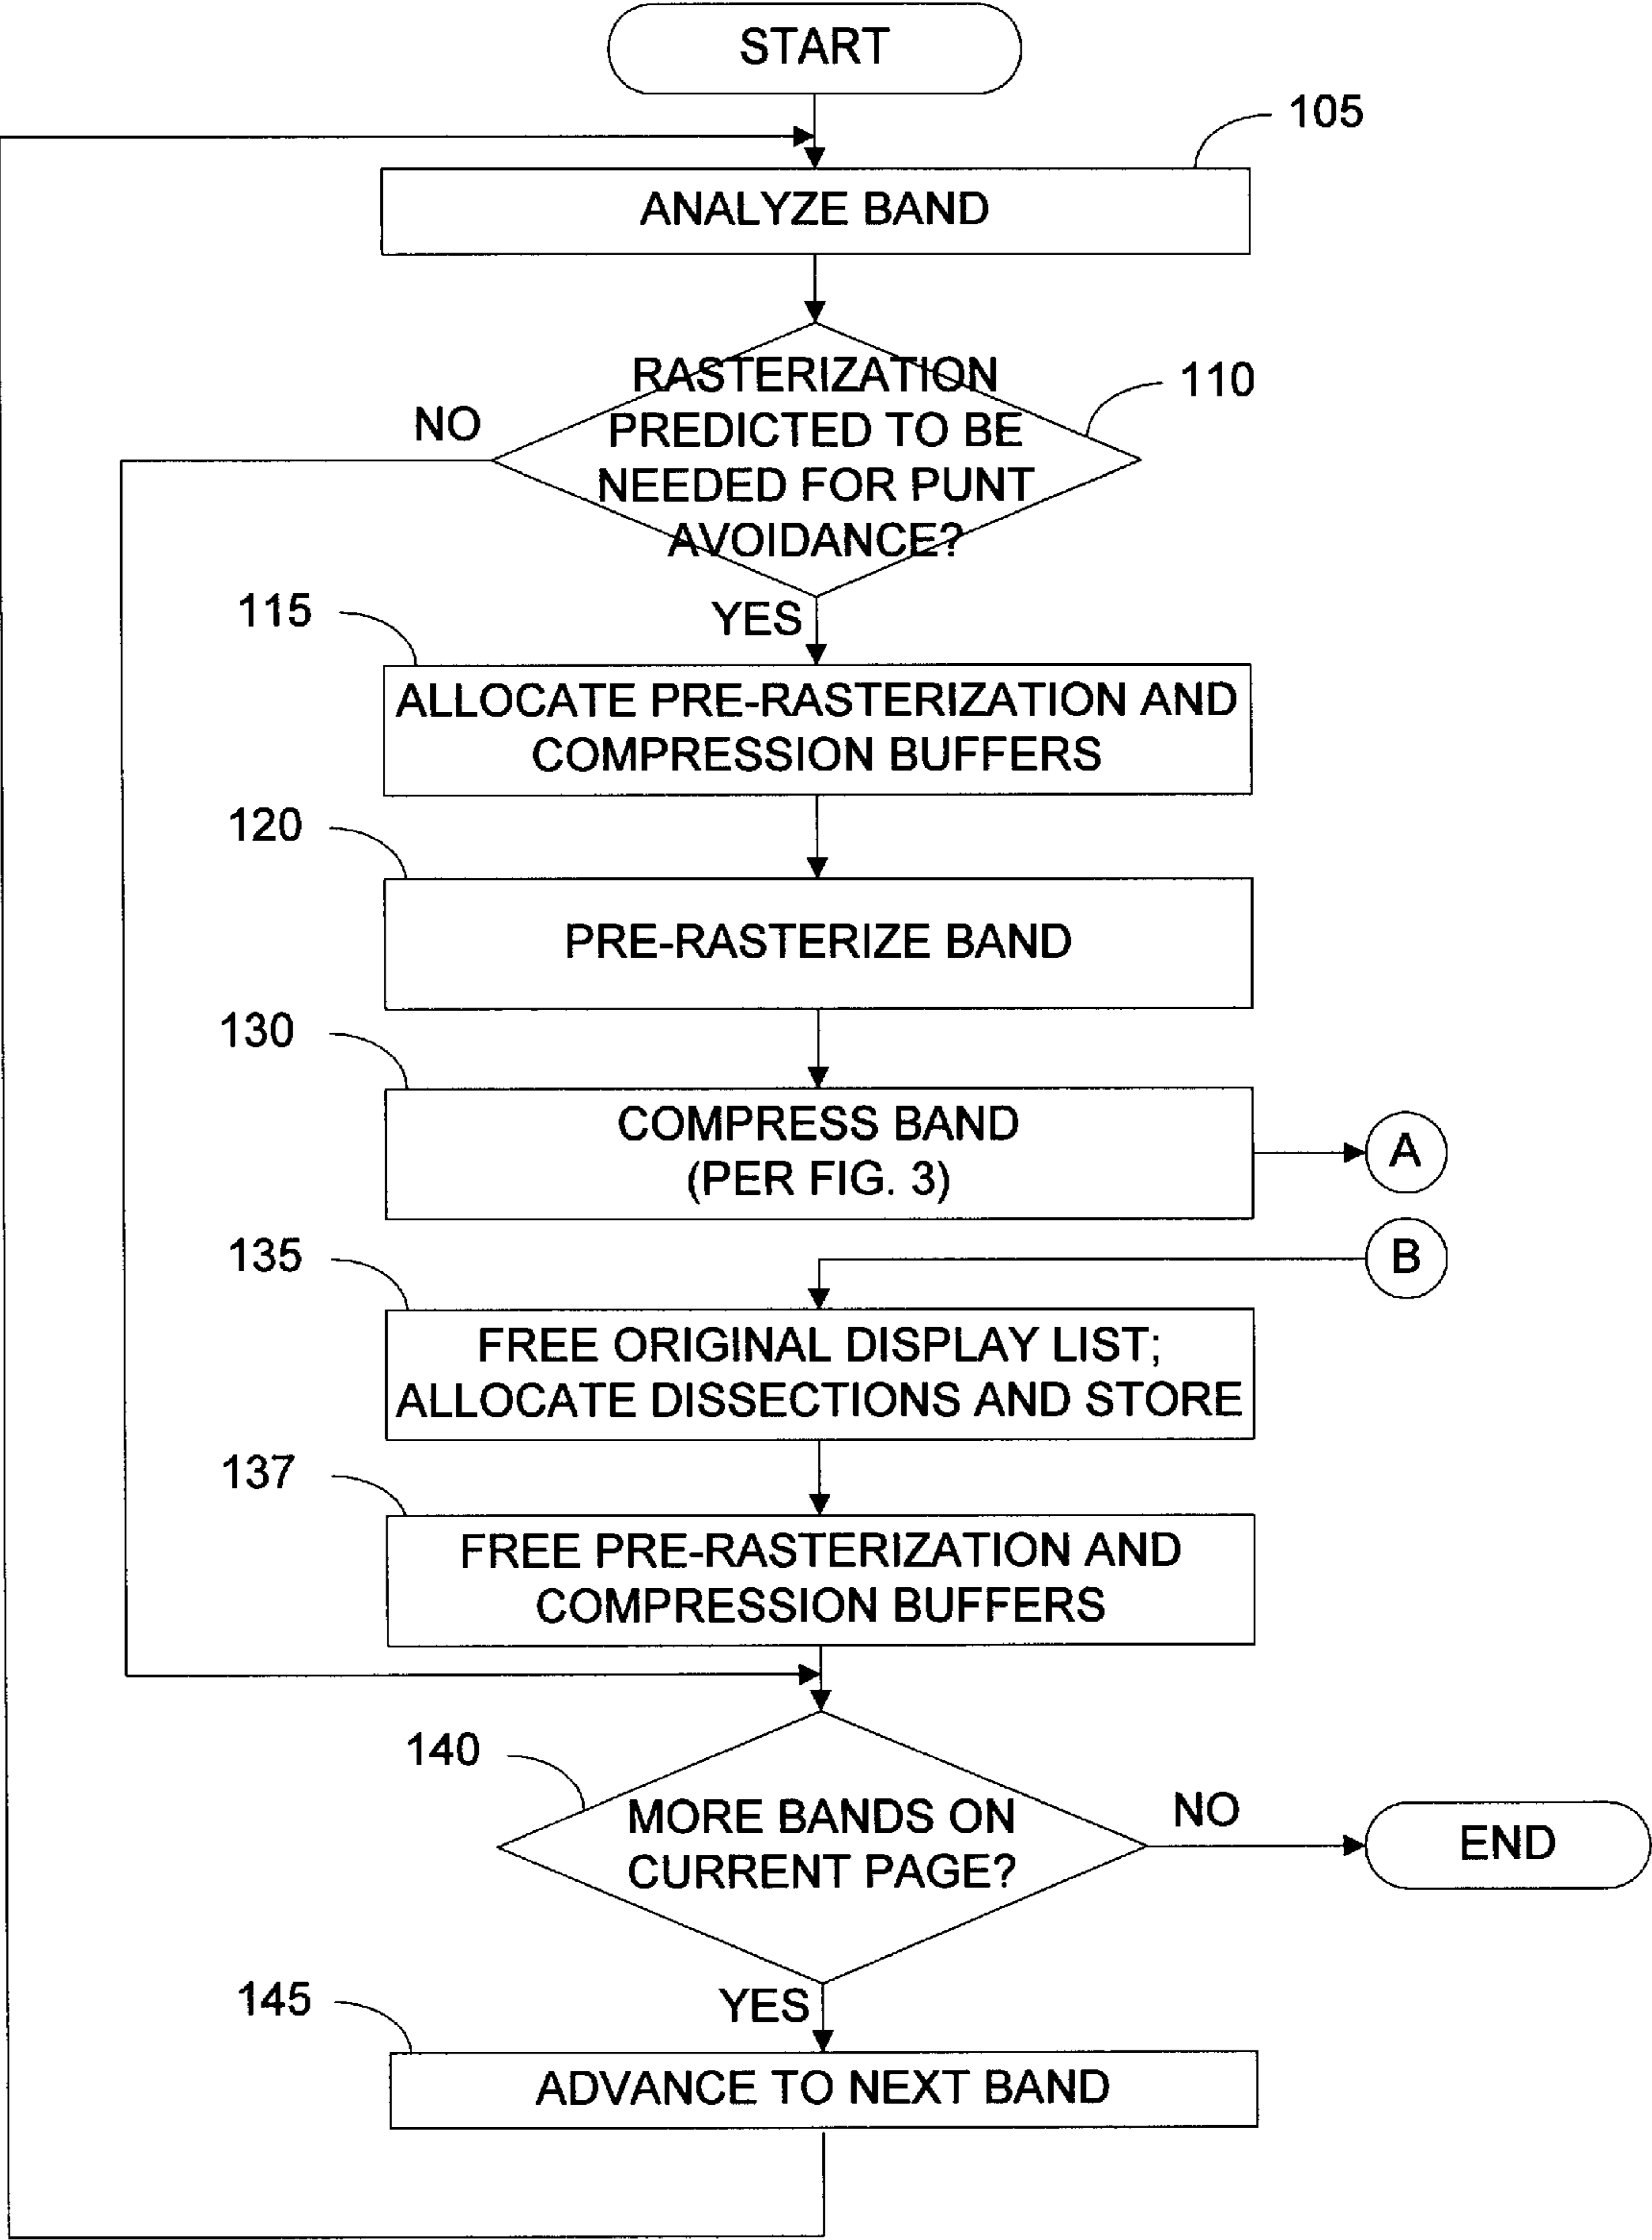 START
105
ANALYZE BAND
RASTERIZATION
PREDICTED TO BE
NEEDED FOR PUNT
AVOIDANCE?
110
NO
YES
115
ALLOCATE PRE-RASTERIZATION AND
COMPRESSION BUFFERS
120
PRE-RASTERIZE BAND
130
COMPRESS BAND
(PER FIG. 3)
A
B
135
FREE ORIGINAL DISPLAY LIST;
ALLOCATE DISSECTIONS AND STORE
137
FREE PRE-RASTERIZATION AND
COMPRESSION BUFFERS
140
MORE BANDS ON
CURRENT PAGE?
NO
END
YES
145
ADVANCE TO NEXT BAND